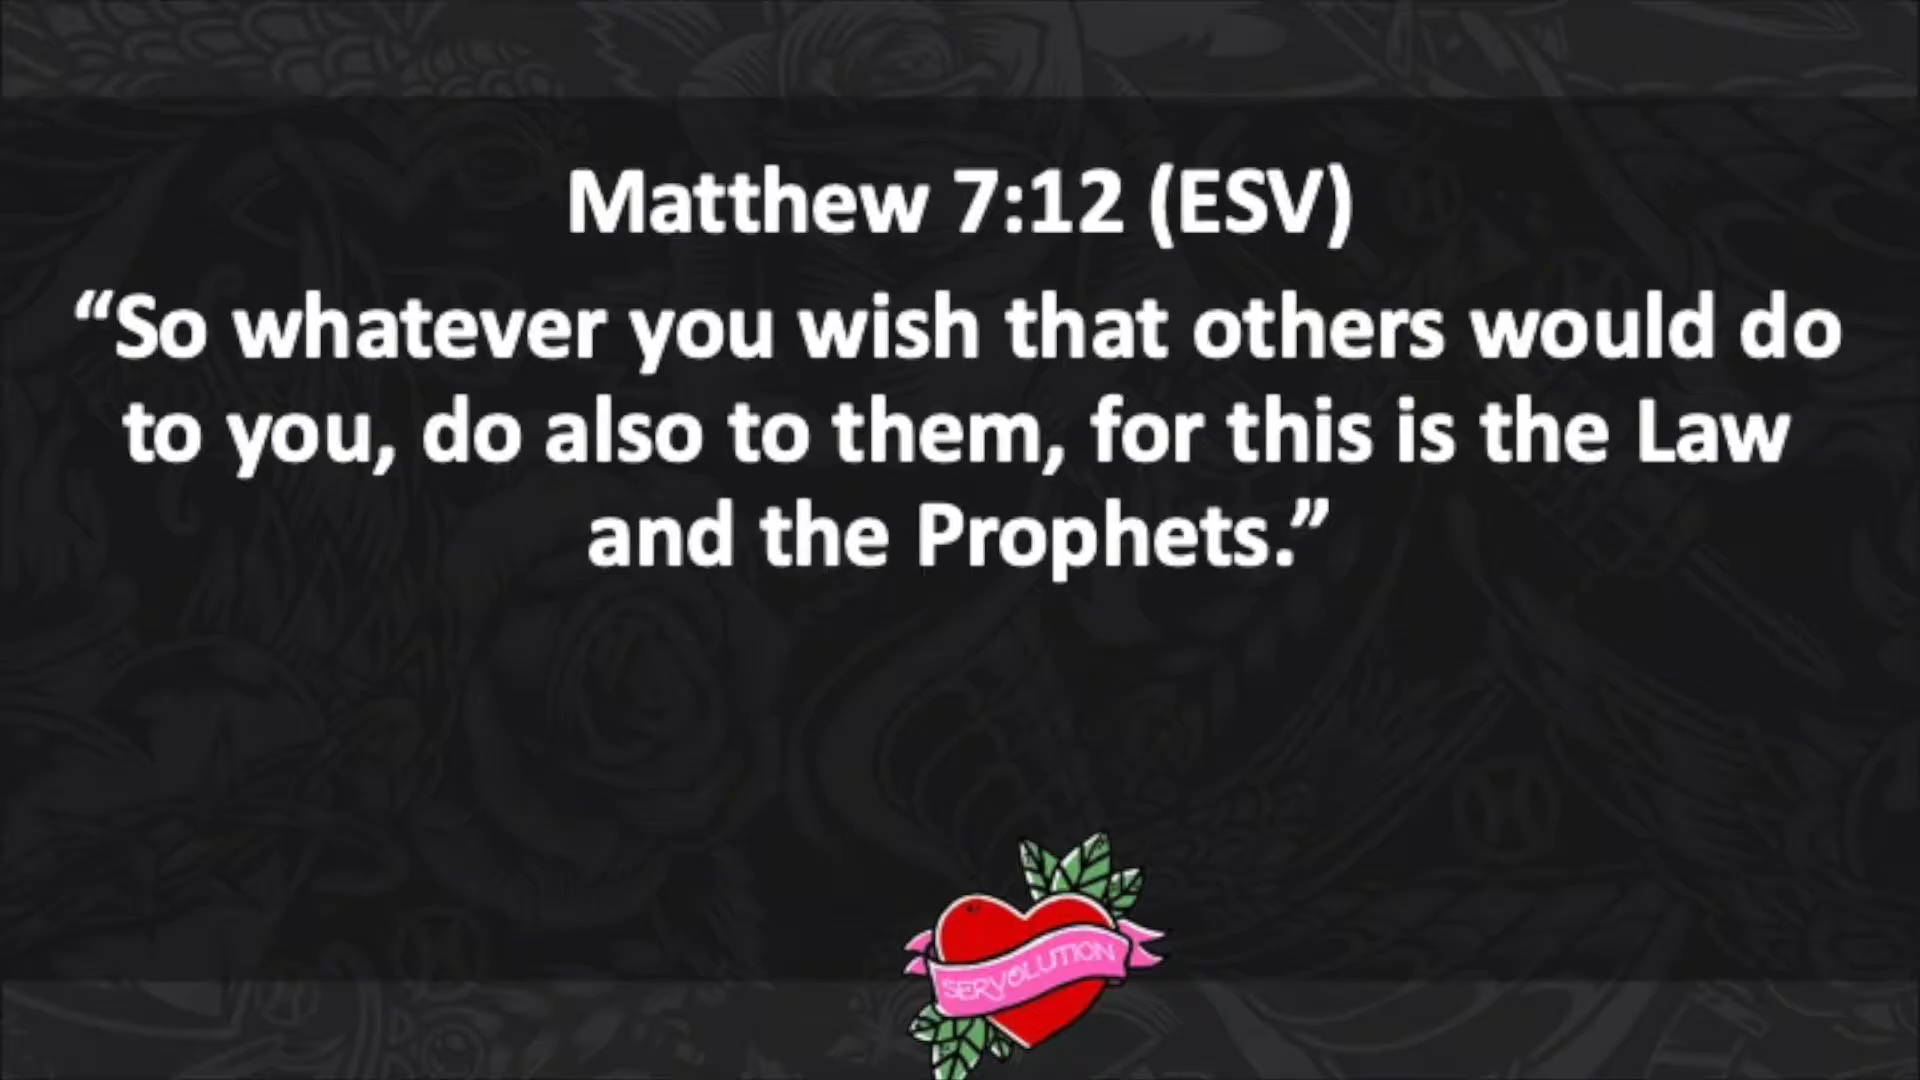 Matthew 7:12 (ESV)
“So whatever you wish that others would do
to you, do also to them, for this is the Law
and the Prophets.”
SERVOLUTION